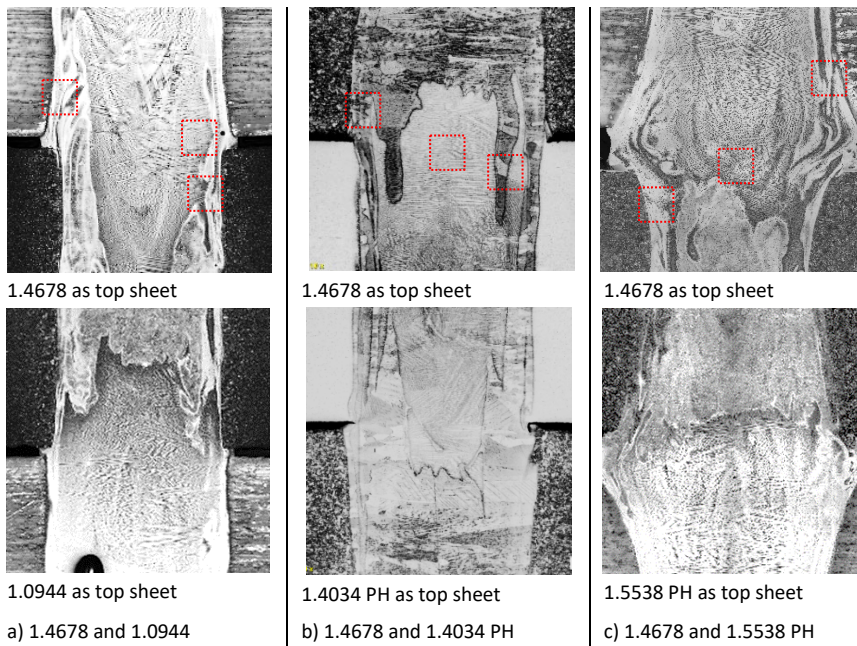 1.4678 as top sheet
1.4678 as top sheet
1.4678 as top sheet
1.0944 as top sheet
1.4034 PH as top sheet
1.5538 PH as top sheet
a) 1.4678 and 1.0944
b) 1.4678 and 1.4034 PH
c) 1.4678 and 1.5538 PH